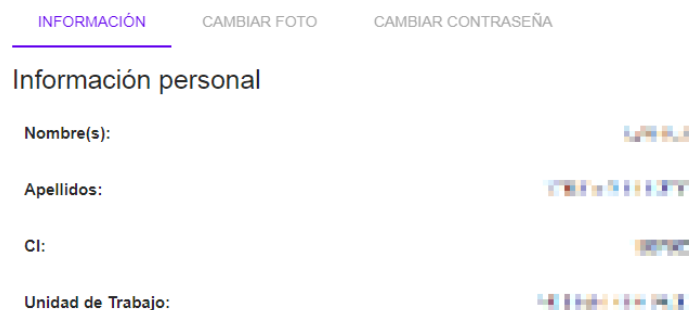 INFORMACIÓN CAMBIAR FOTO CAMBIAR CONTRASEÑA
Información personal
Nombre(s):
Apellidos:
CI:
Unidad de Trabajo: